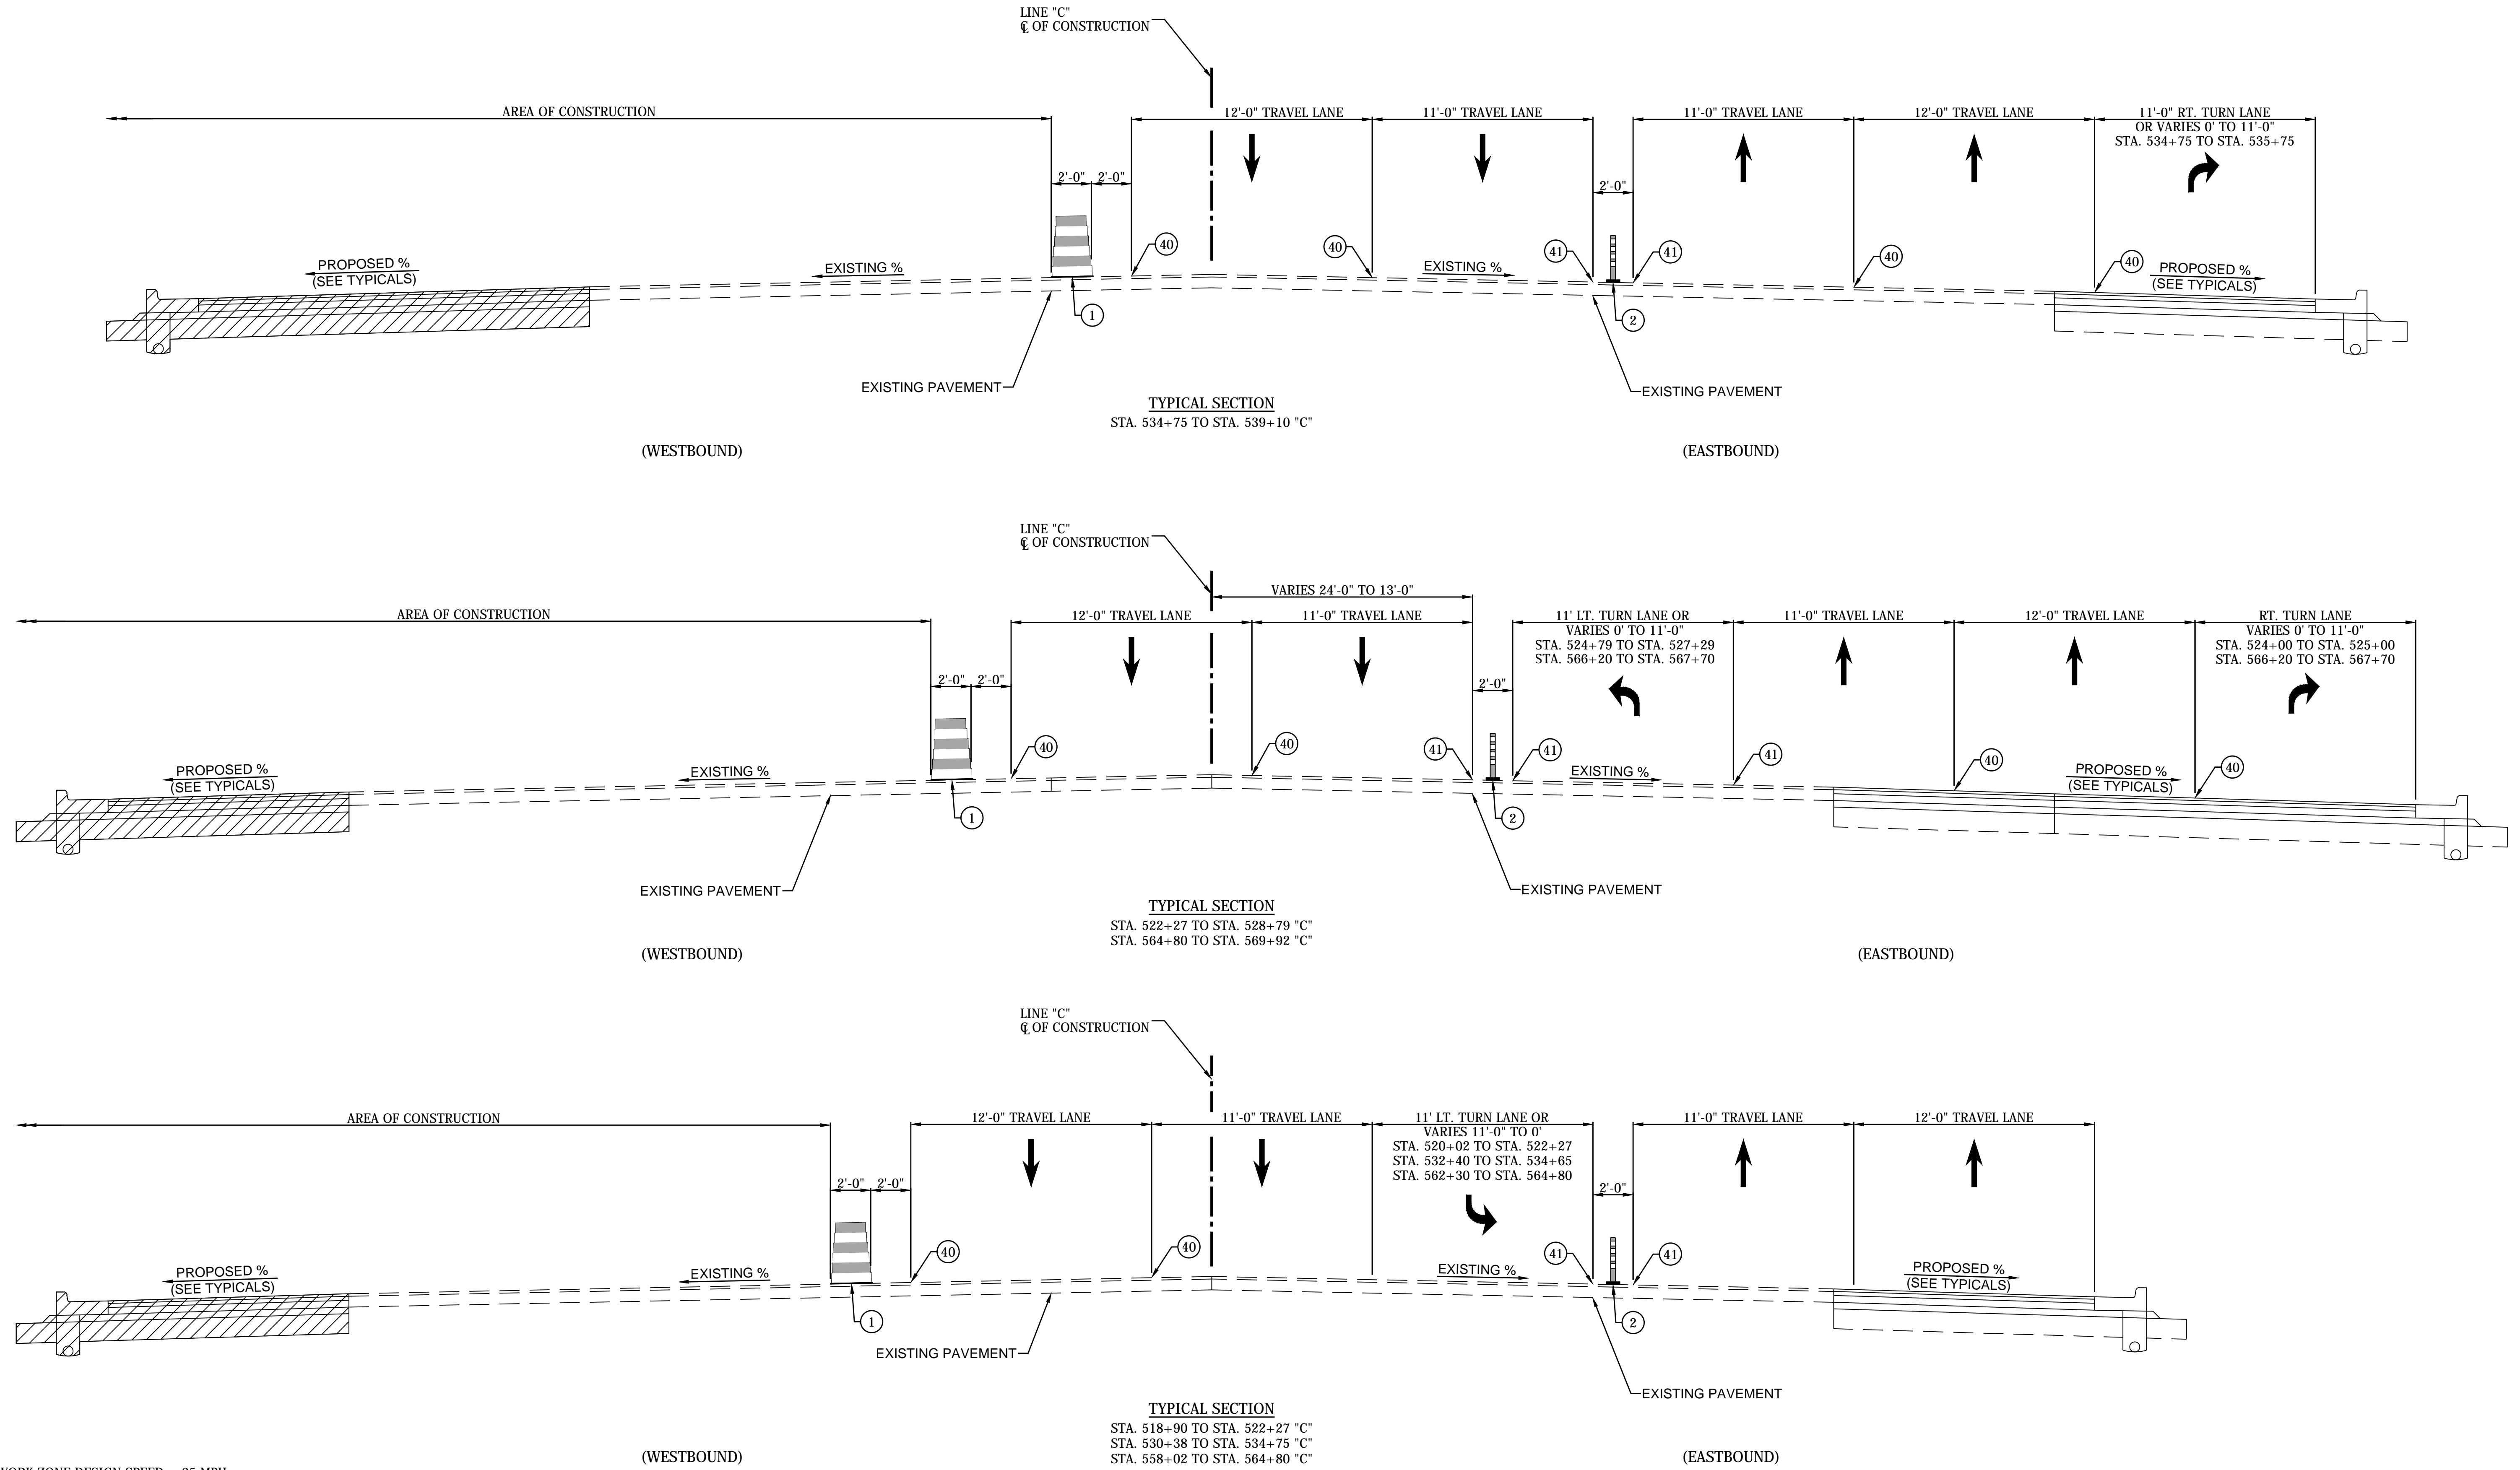 LINE "C"
℄ OF CONSTRUCTION
AREA OF CONSTRUCTION
12'-0" TRAVEL LANE
11'-0" TRAVEL LANE
11'-0" TRAVEL LANE
12'-0" TRAVEL LANE
11'-0" RT. TURN LANE
OR VARIES 0' TO 11'-0"
STA. 534+75 TO STA. 535+75
2'-0"
2'-0"
2'-0"
40
40
41
41
40
40
PROPOSED %
(SEE TYPICALS)
EXISTING %
EXISTING %
PROPOSED %
(SEE TYPICALS)
1
2
EXISTING PAVEMENT
EXISTING PAVEMENT
TYPICAL SECTION
STA. 534+75 TO STA. 539+10 "C"
(WESTBOUND)
(EASTBOUND)
LINE "C"
℄ OF CONSTRUCTION
VARIES 24'-0" TO 13'-0"
AREA OF CONSTRUCTION
12'-0" TRAVEL LANE
11'-0" TRAVEL LANE
11' LT. TURN LANE OR
VARIES 0' TO 11'-0"
STA. 524+79 TO STA. 527+29
STA. 566+20 TO STA. 567+70
11'-0" TRAVEL LANE
12'-0" TRAVEL LANE
RT. TURN LANE
VARIES 0' TO 11'-0"
STA. 524+00 TO STA. 525+00
STA. 566+20 TO STA. 567+70
2'-0"
2'-0"
2'-0"
40
40
41
41
41
40
40
PROPOSED %
(SEE TYPICALS)
EXISTING %
EXISTING %
PROPOSED %
(SEE TYPICALS)
1
2
EXISTING PAVEMENT
EXISTING PAVEMENT
TYPICAL SECTION
STA. 522+27 TO STA. 528+79 "C"
STA. 564+80 TO STA. 569+92 "C"
(WESTBOUND)
(EASTBOUND)
LINE "C"
℄ OF CONSTRUCTION
AREA OF CONSTRUCTION
12'-0" TRAVEL LANE
11'-0" TRAVEL LANE
11' LT. TURN LANE OR
VARIES 11'-0" TO 0'
STA. 520+02 TO STA. 522+27
STA. 532+40 TO STA. 534+65
STA. 562+30 TO STA. 564+80
11'-0" TRAVEL LANE
12'-0" TRAVEL LANE
2'-0"
2'-0"
2'-0"
40
40
41
41
PROPOSED %
(SEE TYPICALS)
EXISTING %
EXISTING %
PROPOSED %
(SEE TYPICALS)
1
2
EXISTING PAVEMENT
EXISTING PAVEMENT
TYPICAL SECTION
STA. 518+90 TO STA. 522+27 "C"
STA. 530+38 TO STA. 534+75 "C"
STA. 558+02 TO STA. 564+80 "C"
(WESTBOUND)
(EASTBOUND)